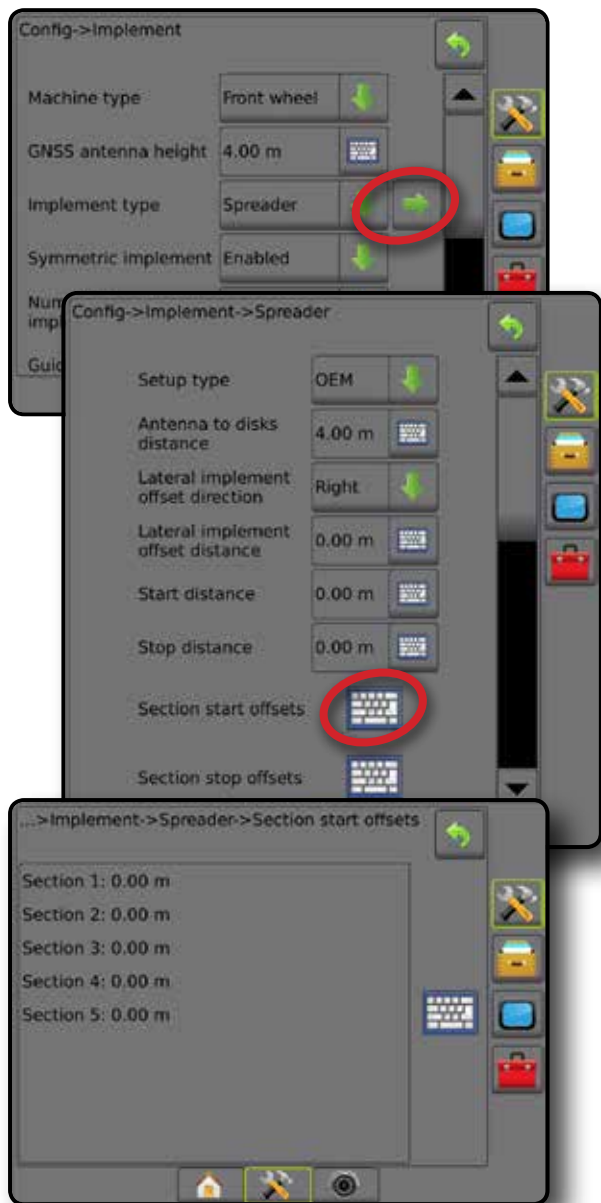 Config->Implement
Machine type Front wheel
GNSS antenna height 4.00 m
Implement type Spreader
Symmetric implement Enabled
Config->Implement->Spreader
Setup type OEM
Antenna to disks
distance 4.00 m
Lateral implement
offset direction Right
Lateral implement
offset distance 0.00 m
Start distance 0.00 m
Stop distance 0.00 m
Section start offsets
Section stop offsets
...>Implement->Spreader->Section start offsets
Section 1: 0.00 m
Section 2: 0.00 m
Section 3: 0.00 m
Section 4: 0.00 m
Section 5: 0.00 m